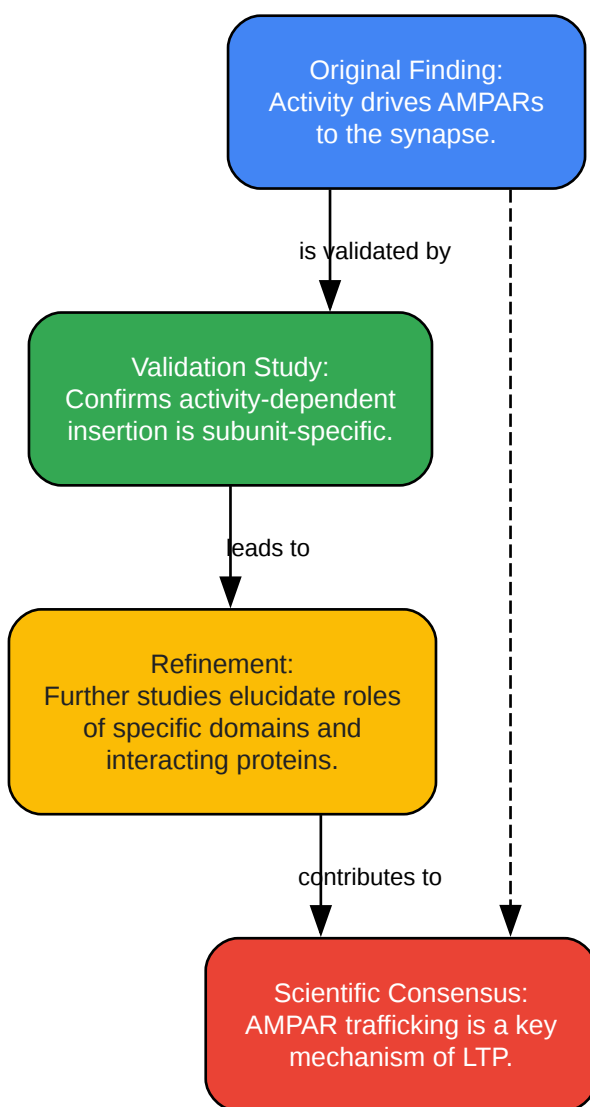 Original Finding:
Activity drives AMPARs
to the synapse.
is validated by
Validation Study:
Confirms activity-dependent
insertion is subunit-specific.
leads to
Refinement:
Further studies elucidate roles
of specific domains and
interacting proteins.
contributes to
Scientific Consensus:
AMPAR trafficking is a key
mechanism of LTP.